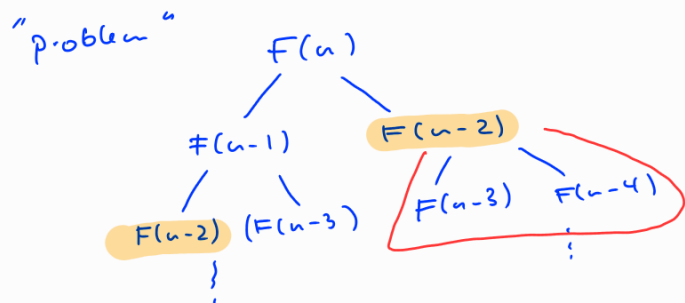 "problem"
F(n)
F(n-1) F(n-2)
F(n-2) (F(n-3) F(n-3) F(n-4)